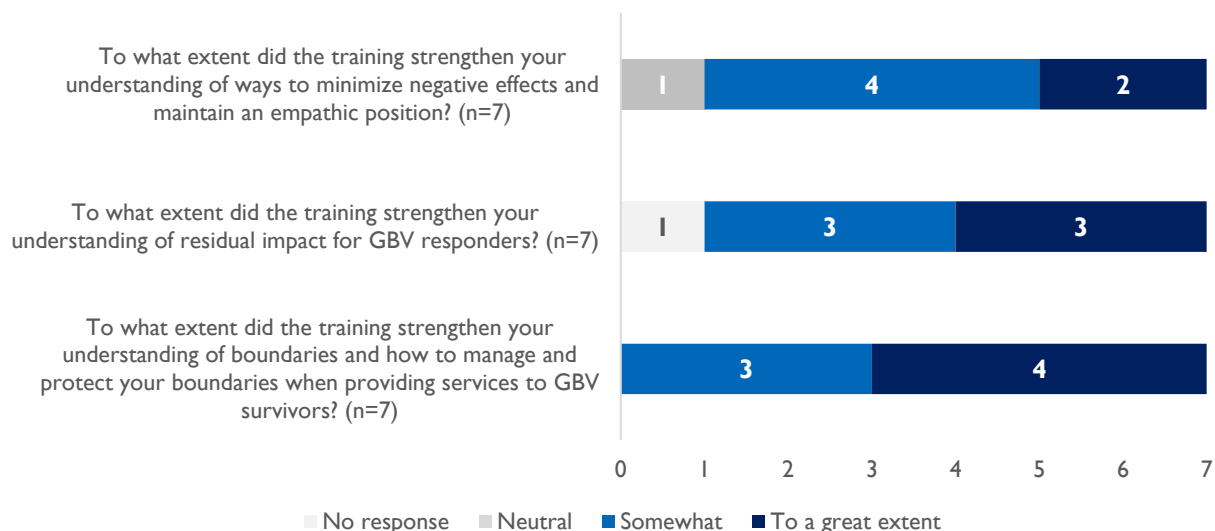 To what extent did the training strengthen your
understanding of ways to minimize negative effects and
maintain an empathic position? (n=7)
1 4 2
To what extent did the training strengthen your
understanding of residual impact for GBV responders? (n=7)
1 3 3
To what extent did the training strengthen your
understanding of boundaries and how to manage and
protect your boundaries when providing services to GBV
survivors? (n=7)
3 4
0 1 2 3 4 5 6 7
No response Neutral Somewhat To a great extent